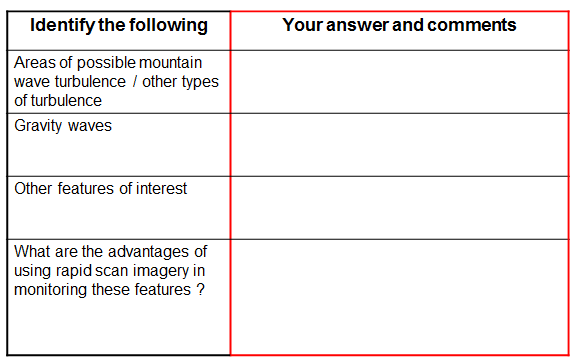 Identify the following
Your answer and comments
Areas of possible mountain
wave turbulence / other types
of turbulence
Gravity waves
Other features of interest
What are the advantages of
using rapid scan imagery in
monitoring these features ?